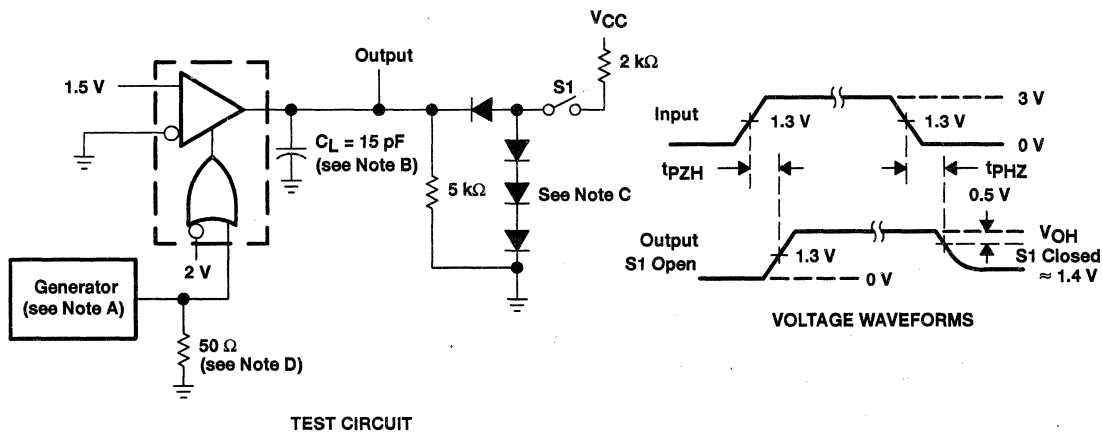 VCC
Output
2 kΩ
S1
1.5 V
CL = 15 pF
(see Note B)
5 kΩ
See Note C
2 V
Generator
(see Note A)
50 Ω
(see Note D)
TEST CIRCUIT
Input
3 V
1.3 V
1.3 V
0 V
tPZH
tPHZ
0.5 V
Output
S1 Open
VOH
S1 Closed
≈ 1.4 V
1.3 V
0 V
VOLTAGE WAVEFORMS